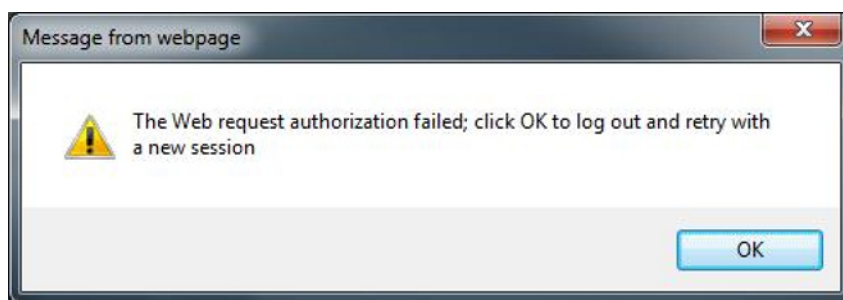 Message from webpage
The Web request authorization failed; click OK to log out and retry with
a new session
OK